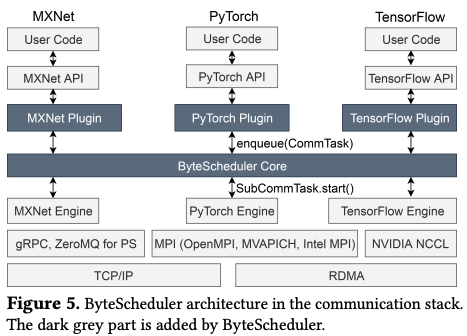 MXNet PyTorch TensorFlow
User Code User Code User Code
MXNet API PyTorch API TensorFlow API
MXNet Plugin PyTorch Plugin TensorFlow Plugin
enqueue(CommTask)
ByteScheduler Core
SubCommTask.start()
MXNet Engine PyTorch Engine TensorFlow Engine
gRPC, ZeroMQ for PS MPI (OpenMPI, MVAPICH, Intel MPI) NVIDIA NCCL
TCP/IP RDMA
Figure 5. ByteScheduler architecture in the communication stack.
The dark grey part is added by ByteScheduler.